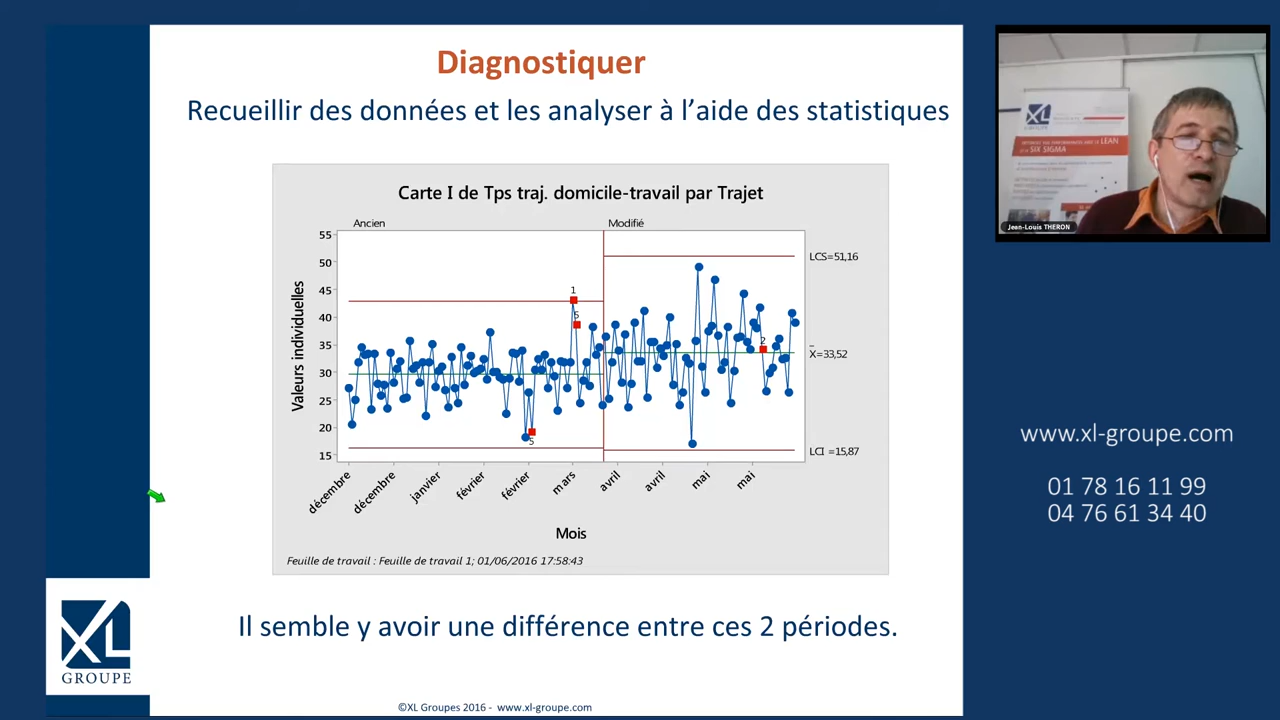 Diagnostiquer
Recueillir des données et les analyser à l’aide des statistiques
Carte I de Tps traj. domicile-travail par Trajet
Ancien
Modifié
Valeurs individuelles
55
50
45
40
35
30
25
20
15
1
5
5
2
LCS=51,16
_
X=33,52
LCI =15,87
décembre
décembre
janvier
février
février
mars
avril
avril
mai
mai
Mois
Feuille de travail : Feuille de travail 1; 01/06/2016 17:58:43
Il semble y avoir une différence entre ces 2 périodes.
©XL Groupes 2016 - www.xl-groupe.com
XL
GROUPE
XL
GROUPE
LEAN
SIX SIGMA
Jean-Louis THERON
www.xl-groupe.com
01 78 16 11 99
04 76 61 34 40